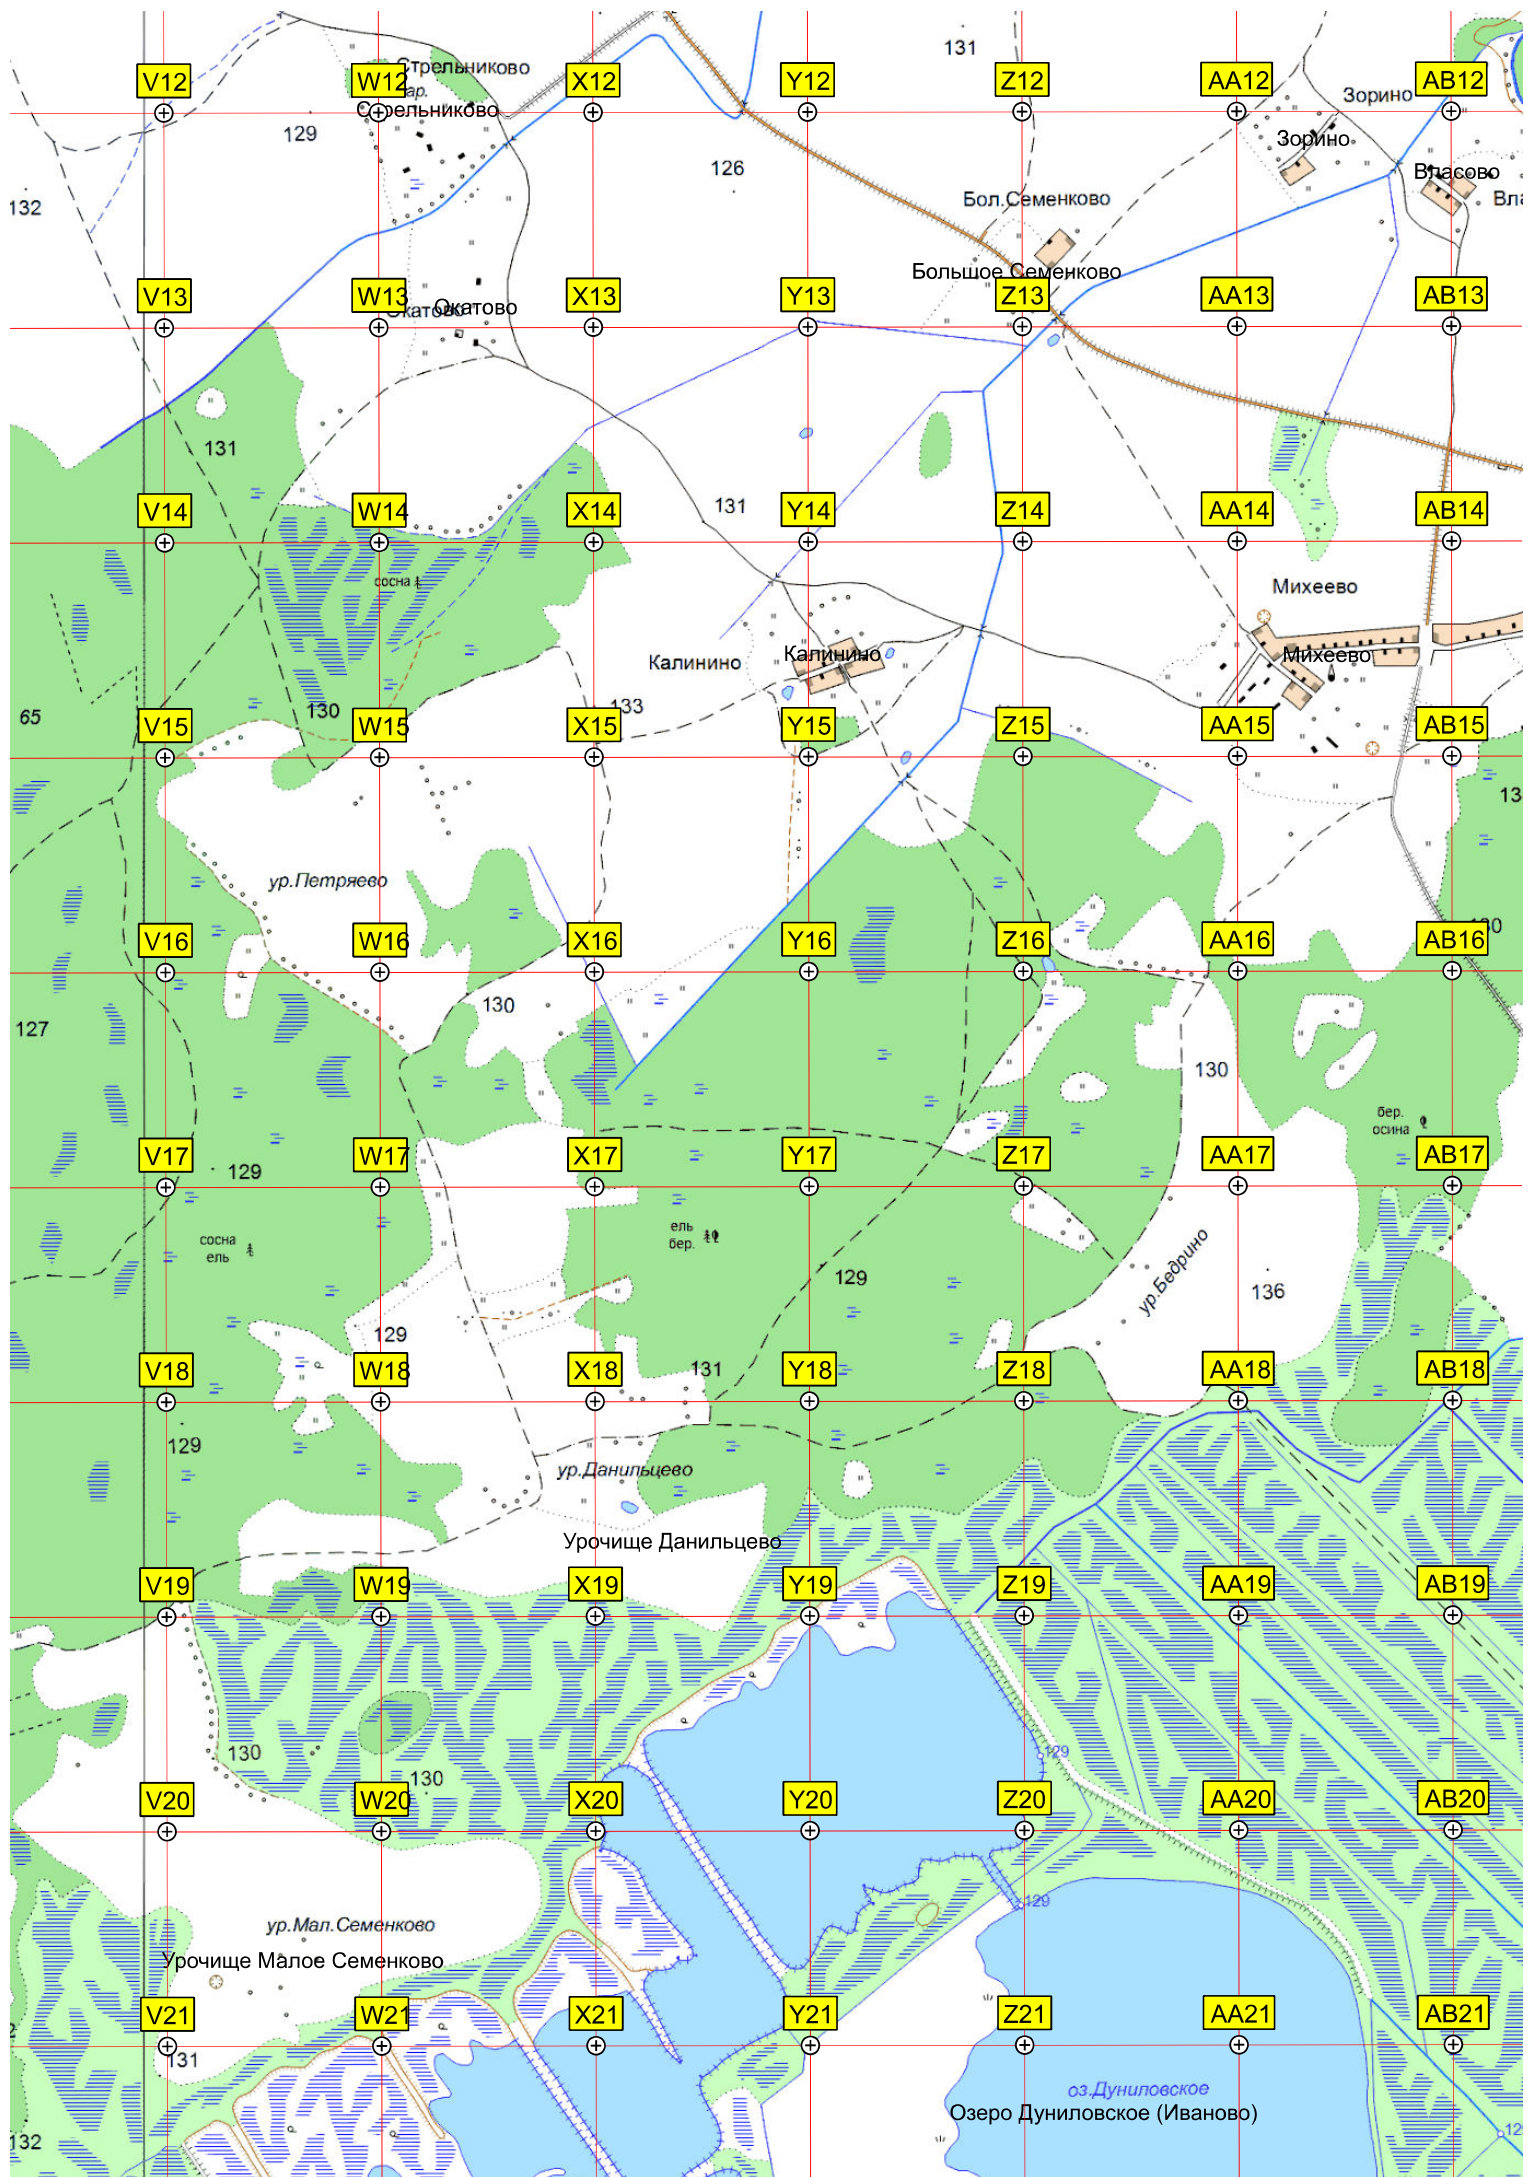 131
Стрельниково
V12
W12
X12
Y12
Z12
AA12
AB12
Зорино
Стрельниково
129
Зорино
126
Власово
132
Бол.Семенково
Большое Семенково
V13
W13
Окатово
X13
Y13
Z13
AA13
AB13
131
131
V14
W14
X14
Y14
Z14
AA14
AB14
сосна
Михеево
Калинино
Калинино
Михеево
65
130
133
V15
W15
X15
Y15
Z15
AA15
AB15
ур.Петряево
V16
W16
X16
Y16
Z16
AA16
AB16
130
127
130
бер.
осина
V17
W17
X17
Y17
Z17
AA17
AB17
129
сосна
ель
ель
бер.
129
ур.Бедрино
136
129
131
V18
W18
X18
Y18
Z18
AA18
AB18
129
ур.Данильцево
Урочище Данильцево
V19
W19
X19
Y19
Z19
AA19
AB19
130
129
130
V20
W20
X20
Y20
Z20
AA20
AB20
129
ур.Мал.Семенково
Урочище Малое Семенково
V21
W21
X21
Y21
Z21
AA21
AB21
131
оз.Дуниловское
Озеро Дуниловское (Иваново)
132